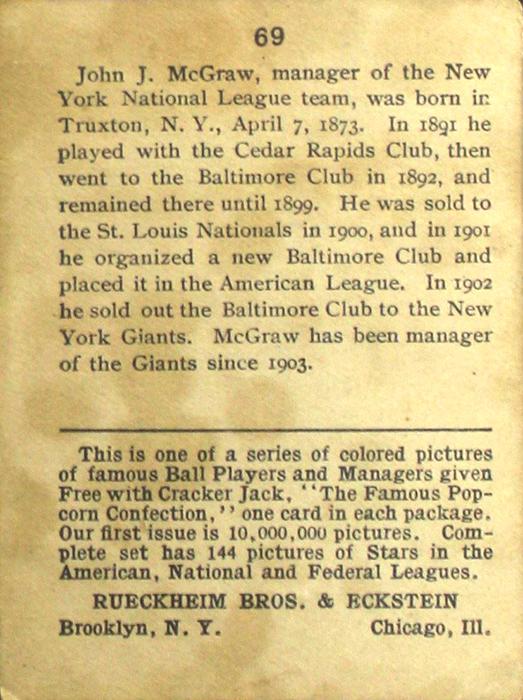 69
John J. McGraw, manager of the New
York National League team, was born in
Truxton, N. Y., April 7, 1873. In 1891 he
played with the Cedar Rapids Club, then
went to the Baltimore Club in 1892, and
remained there until 1899. He was sold to
the St. Louis Nationals in 1900, and in 1901
he organized a new Baltimore Club and
placed it in the American League. In 1902
he sold out the Baltimore Club to the New
York Giants. McGraw has been manager
of the Giants since 1903.
This is one of a series of colored pictures
of famous Ball Players and Managers given
Free with Cracker Jack, "The Famous Pop-
corn Confection," one card in each package.
Our first issue is 10,000,000 pictures. Com-
plete set has 144 pictures of Stars in the
American, National and Federal Leagues.
RUECKHEIM BROS. & ECKSTEIN
Brooklyn, N. Y. Chicago, Ill.